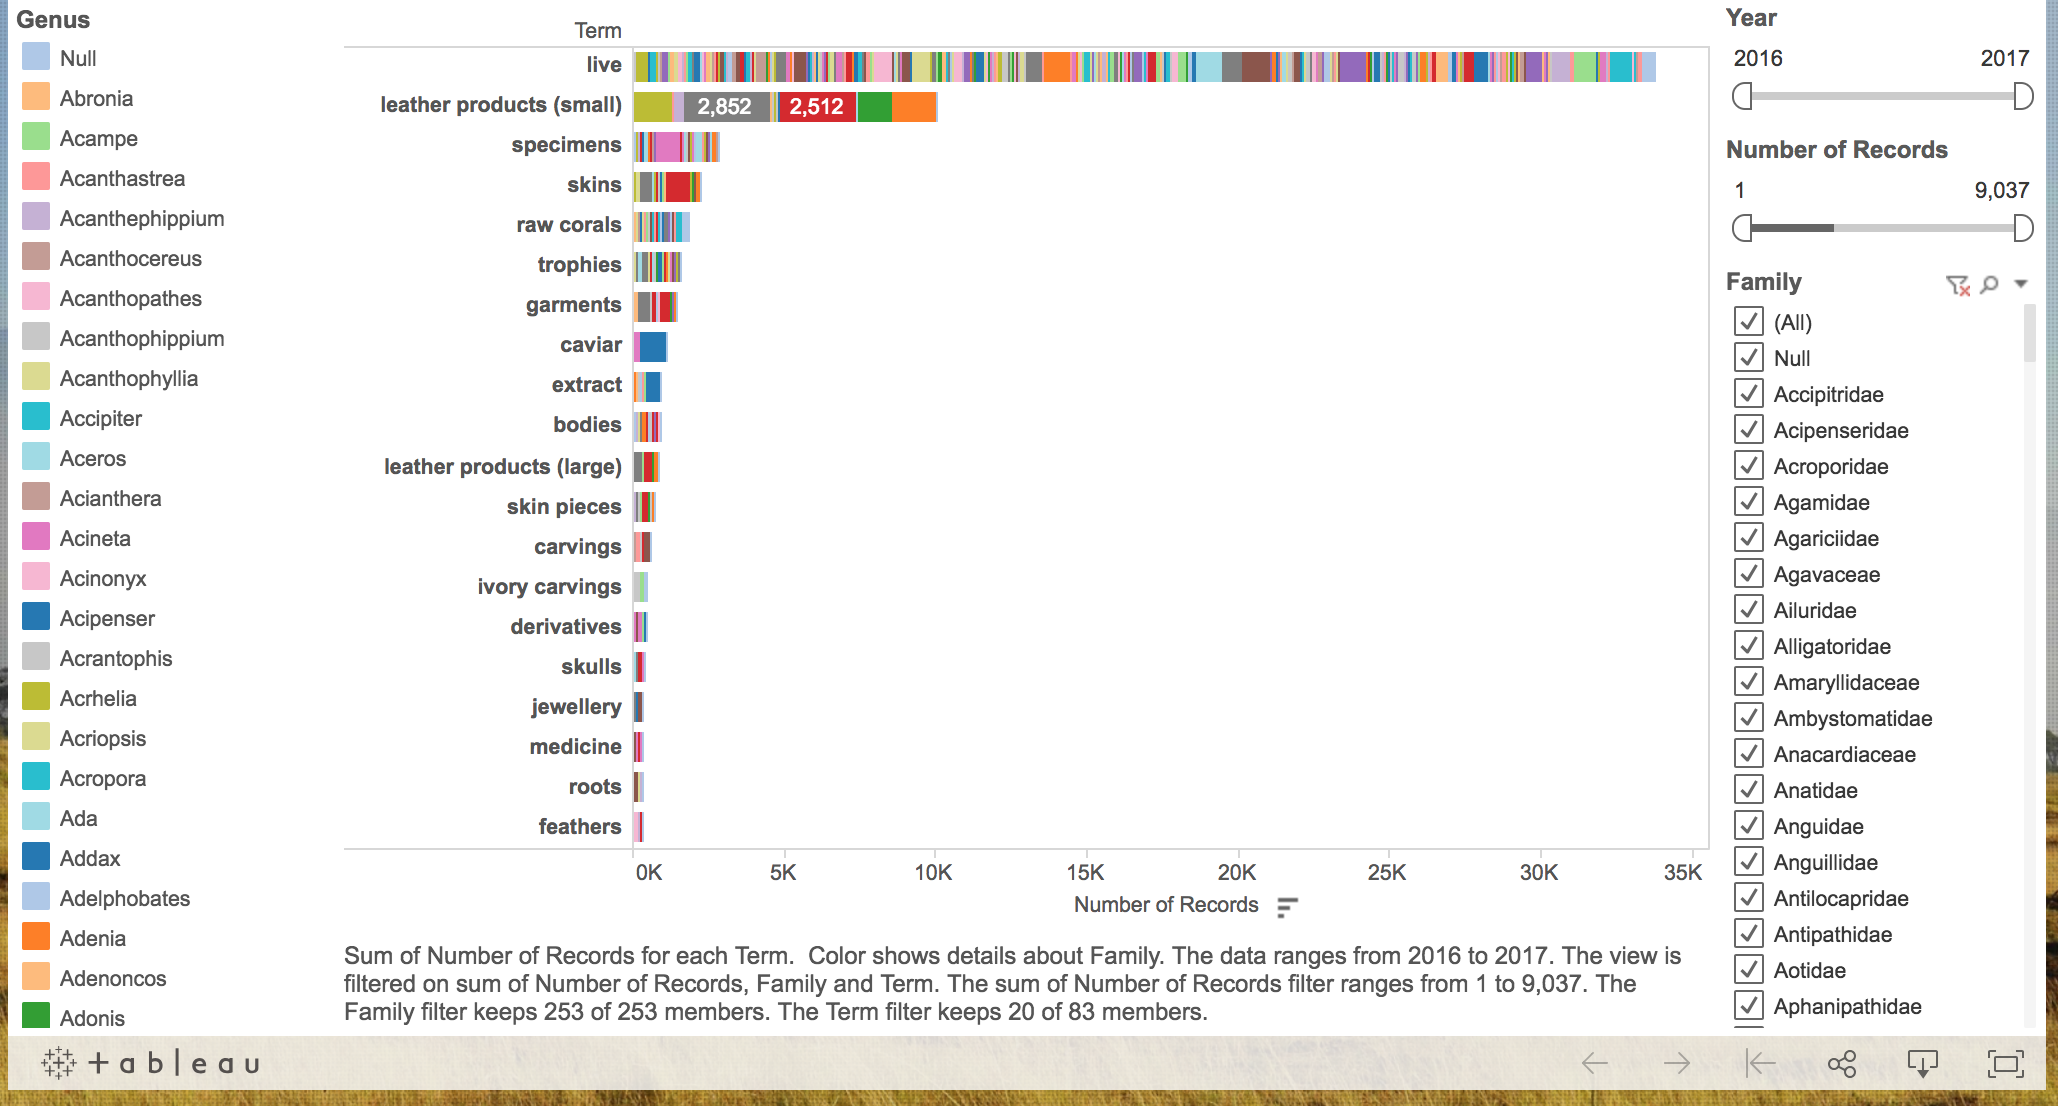 Genus
Null
Abronia
Acampe
Acanthastrea
Acanthephippium
Acanthocereus
Acanthopathes
Acanthophippium
Acanthophyllia
Accipiter
Aceros
Acianthera
Acineta
Acinonyx
Acipenser
Acrantophis
Acrhelia
Acriopsis
Acropora
Ada
Addax
Adelphobates
Adenia
Adenoncos
Adonis
Term
live
leather products (small)
2,852 2,512
specimens
skins
raw corals
trophies
garments
caviar
extract
bodies
leather products (large)
skin pieces
carvings
ivory carvings
derivatives
skulls
jewellery
medicine
roots
feathers
0K 5K 10K 15K 20K 25K 30K 35K
Number of Records
Sum of Number of Records for each Term.  Color shows details about Family. The data ranges from 2016 to 2017. The view is
filtered on sum of Number of Records, Family and Term. The sum of Number of Records filter ranges from 1 to 9,037. The
Family filter keeps 253 of 253 members. The Term filter keeps 20 of 83 members.
Year
2016 2017
Number of Records
1 9,037
Family
(All)
Null
Accipitridae
Acipenseridae
Acroporidae
Agamidae
Agariciidae
Agavaceae
Ailuridae
Alligatoridae
Amaryllidaceae
Ambystomatidae
Anacardiaceae
Anatidae
Anguidae
Anguillidae
Antilocapridae
Antipathidae
Aotidae
Aphanipathidae
+ableau